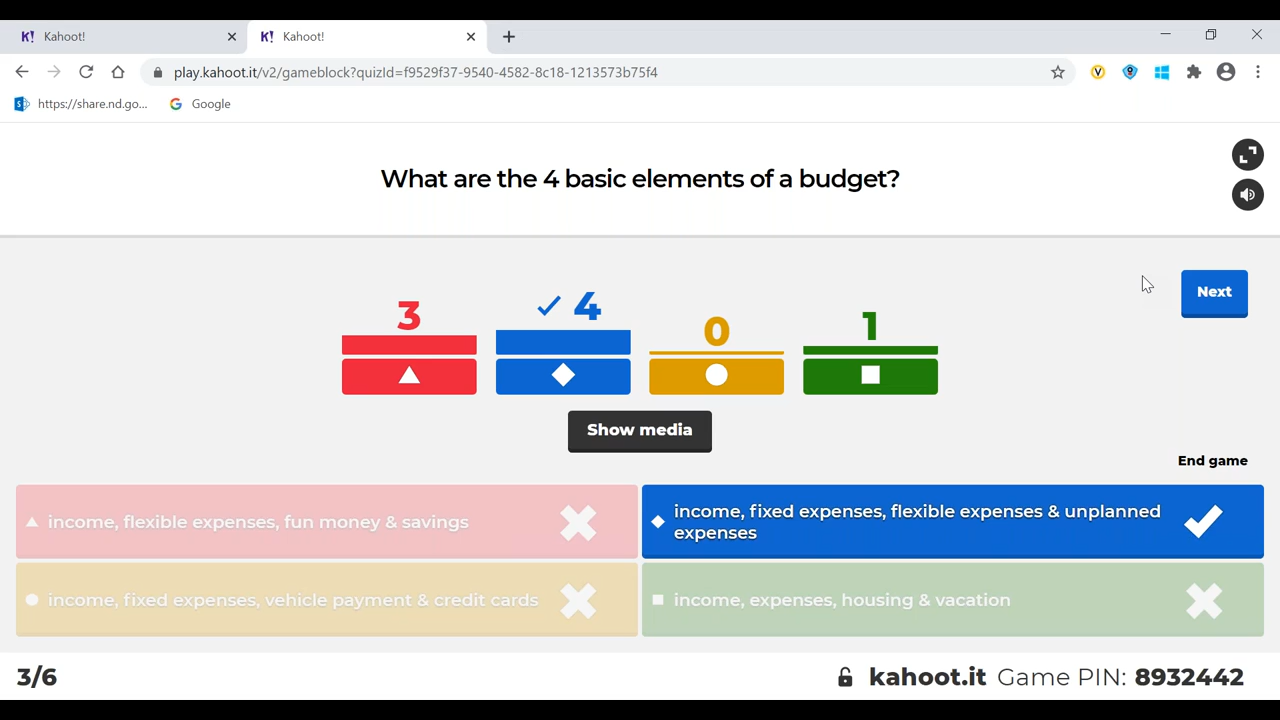 K! Kahoot!
K! Kahoot!
play.kahoot.it/v2/gameblock?quizId=f9529f37-9540-4582-8c18-1213573b75f4
https://share.nd.go...
Google
What are the 4 basic elements of a budget?
Next
3
4
0
1
Show media
End game
income, flexible expenses, fun money & savings
income, fixed expenses, flexible expenses & unplanned
expenses
income, fixed expenses, vehicle payment & credit cards
income, expenses, housing & vacation
3/6
kahoot.it Game PIN: 8932442